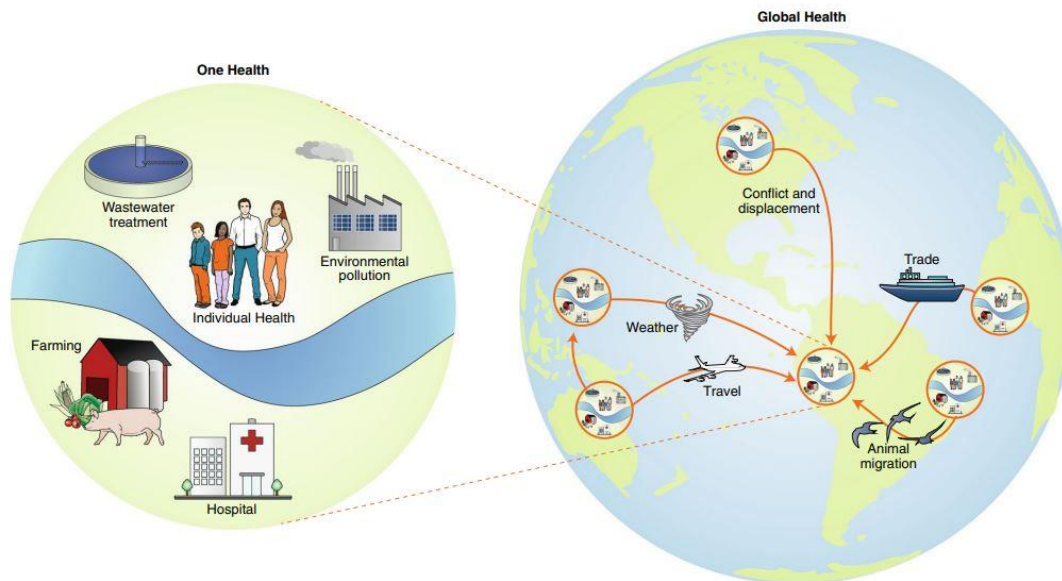 One Health
Wastewater
treatment
Environmental
pollution
Individual Health
Farming
Hospital
Global Health
Conflict and
displacement
Trade
Weather
Travel
Animal
migration